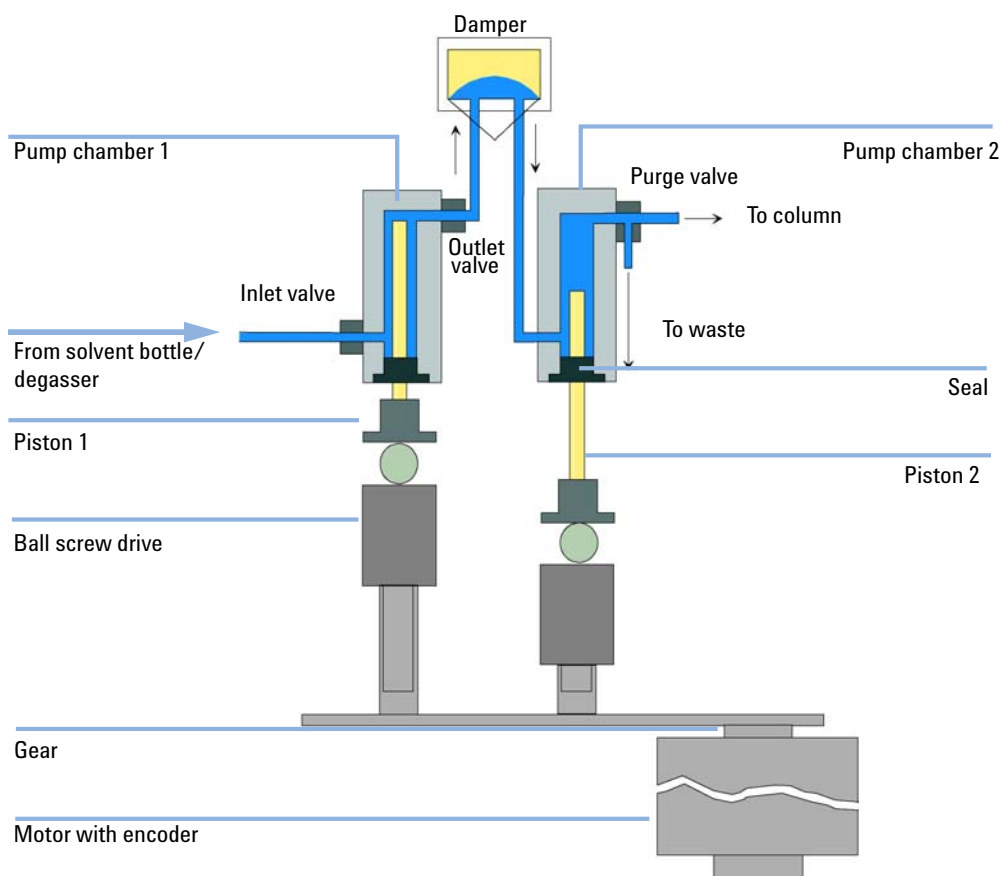 Damper
Pump chamber 1
Pump chamber 2
Purge valve
To column
Outlet
valve
Inlet valve
To waste
From solvent bottle/
degasser
Seal
Piston 1
Piston 2
Ball screw drive
Gear
Motor with encoder